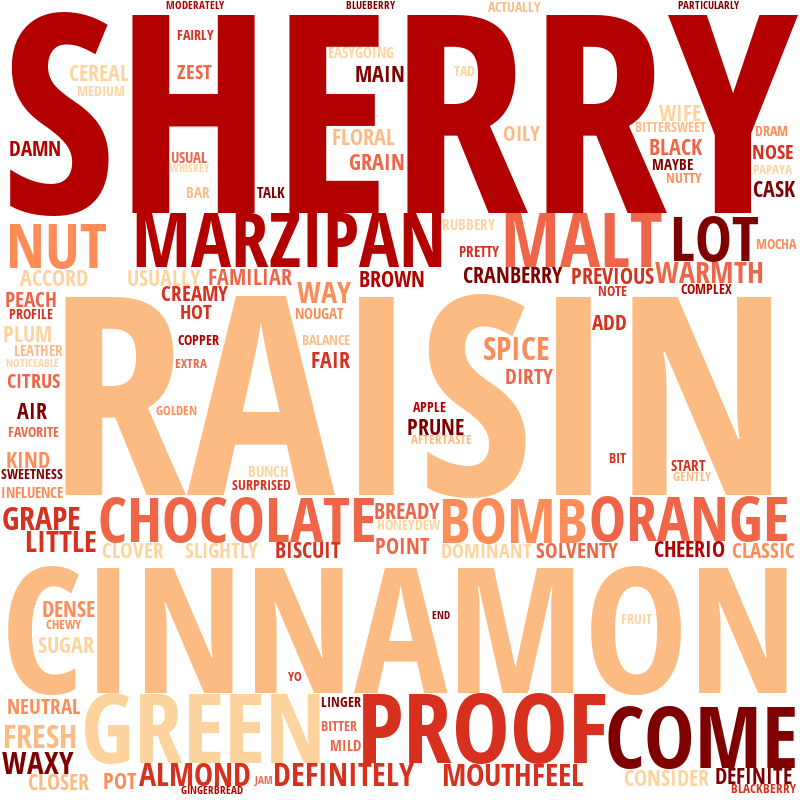 MODERATELY BLUEBERRY ACTUALLY PARTICULARLY
SHERRY
FAIRLY
EASYGOING
CEREAL ZEST MAIN TAD
MEDIUM
WIFE
BITTERSWEET DRAM
FLORAL OILY
DAMN USUAL GRAIN BLACK NOSE
WHISKEY MAYBE PAPAYA
NUTTY
BAR TALK CASK
NUT MARZIPAN RUBBERY MALT LOT MOCHA
PRETTY
ACCORD USUALLY FAMILIAR BROWN CRANBERRY PREVIOUS WARMTH
PEACH CREAMY WAY NOTE COMPLEX
PROFILE HOT NOUGAT
RAISIN
ADD
PLUM COPPER BALANCE SPICE
LEATHER
NOTICEABLE EXTRA FAIR
CITRUS DIRTY
AIR GOLDEN APPLE
FAVORITE PRUNE
AFTERTASTE
KIND BIT START
SWEETNESS BUNCH GENTLY
INFLUENCE SURPRISED
GRAPE CHOCOLATE BREADY BOMB ORANGE
HONEYDEW
LITTLE CLOVER SLIGHTLY BISCUIT POINT DOMINANT SOLVENTY CHEERIO CLASSIC
CINNAMON
DENSE
CHEWY END FRUIT
SUGAR
YO
NEUTRAL GREEN LINGER PROOF COME
FRESH BITTER
MILD
WAXY
CLOSER POT ALMOND JAM DEFINITELY MOUTHFEEL CONSIDER DEFINITE
GINGERBREAD BLACKBERRY